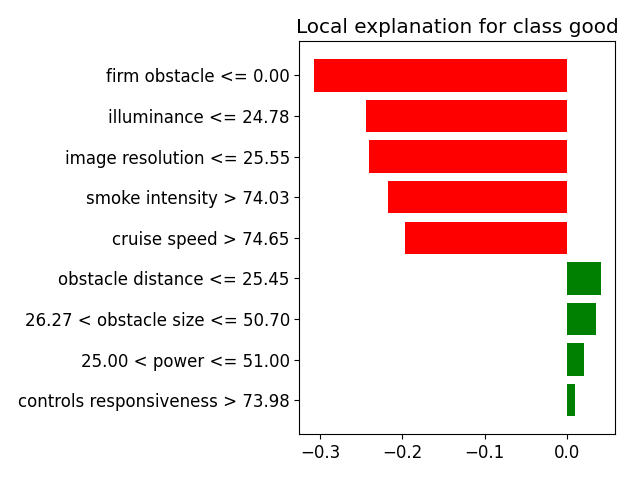 Local explanation for class good
firm obstacle <= 0.00
illuminance <= 24.78
image resolution <= 25.55
smoke intensity > 74.03
cruise speed > 74.65
obstacle distance <= 25.45
26.27 < obstacle size <= 50.70
25.00 < power <= 51.00
controls responsiveness > 73.98
−0.3 −0.2 −0.1 0.0